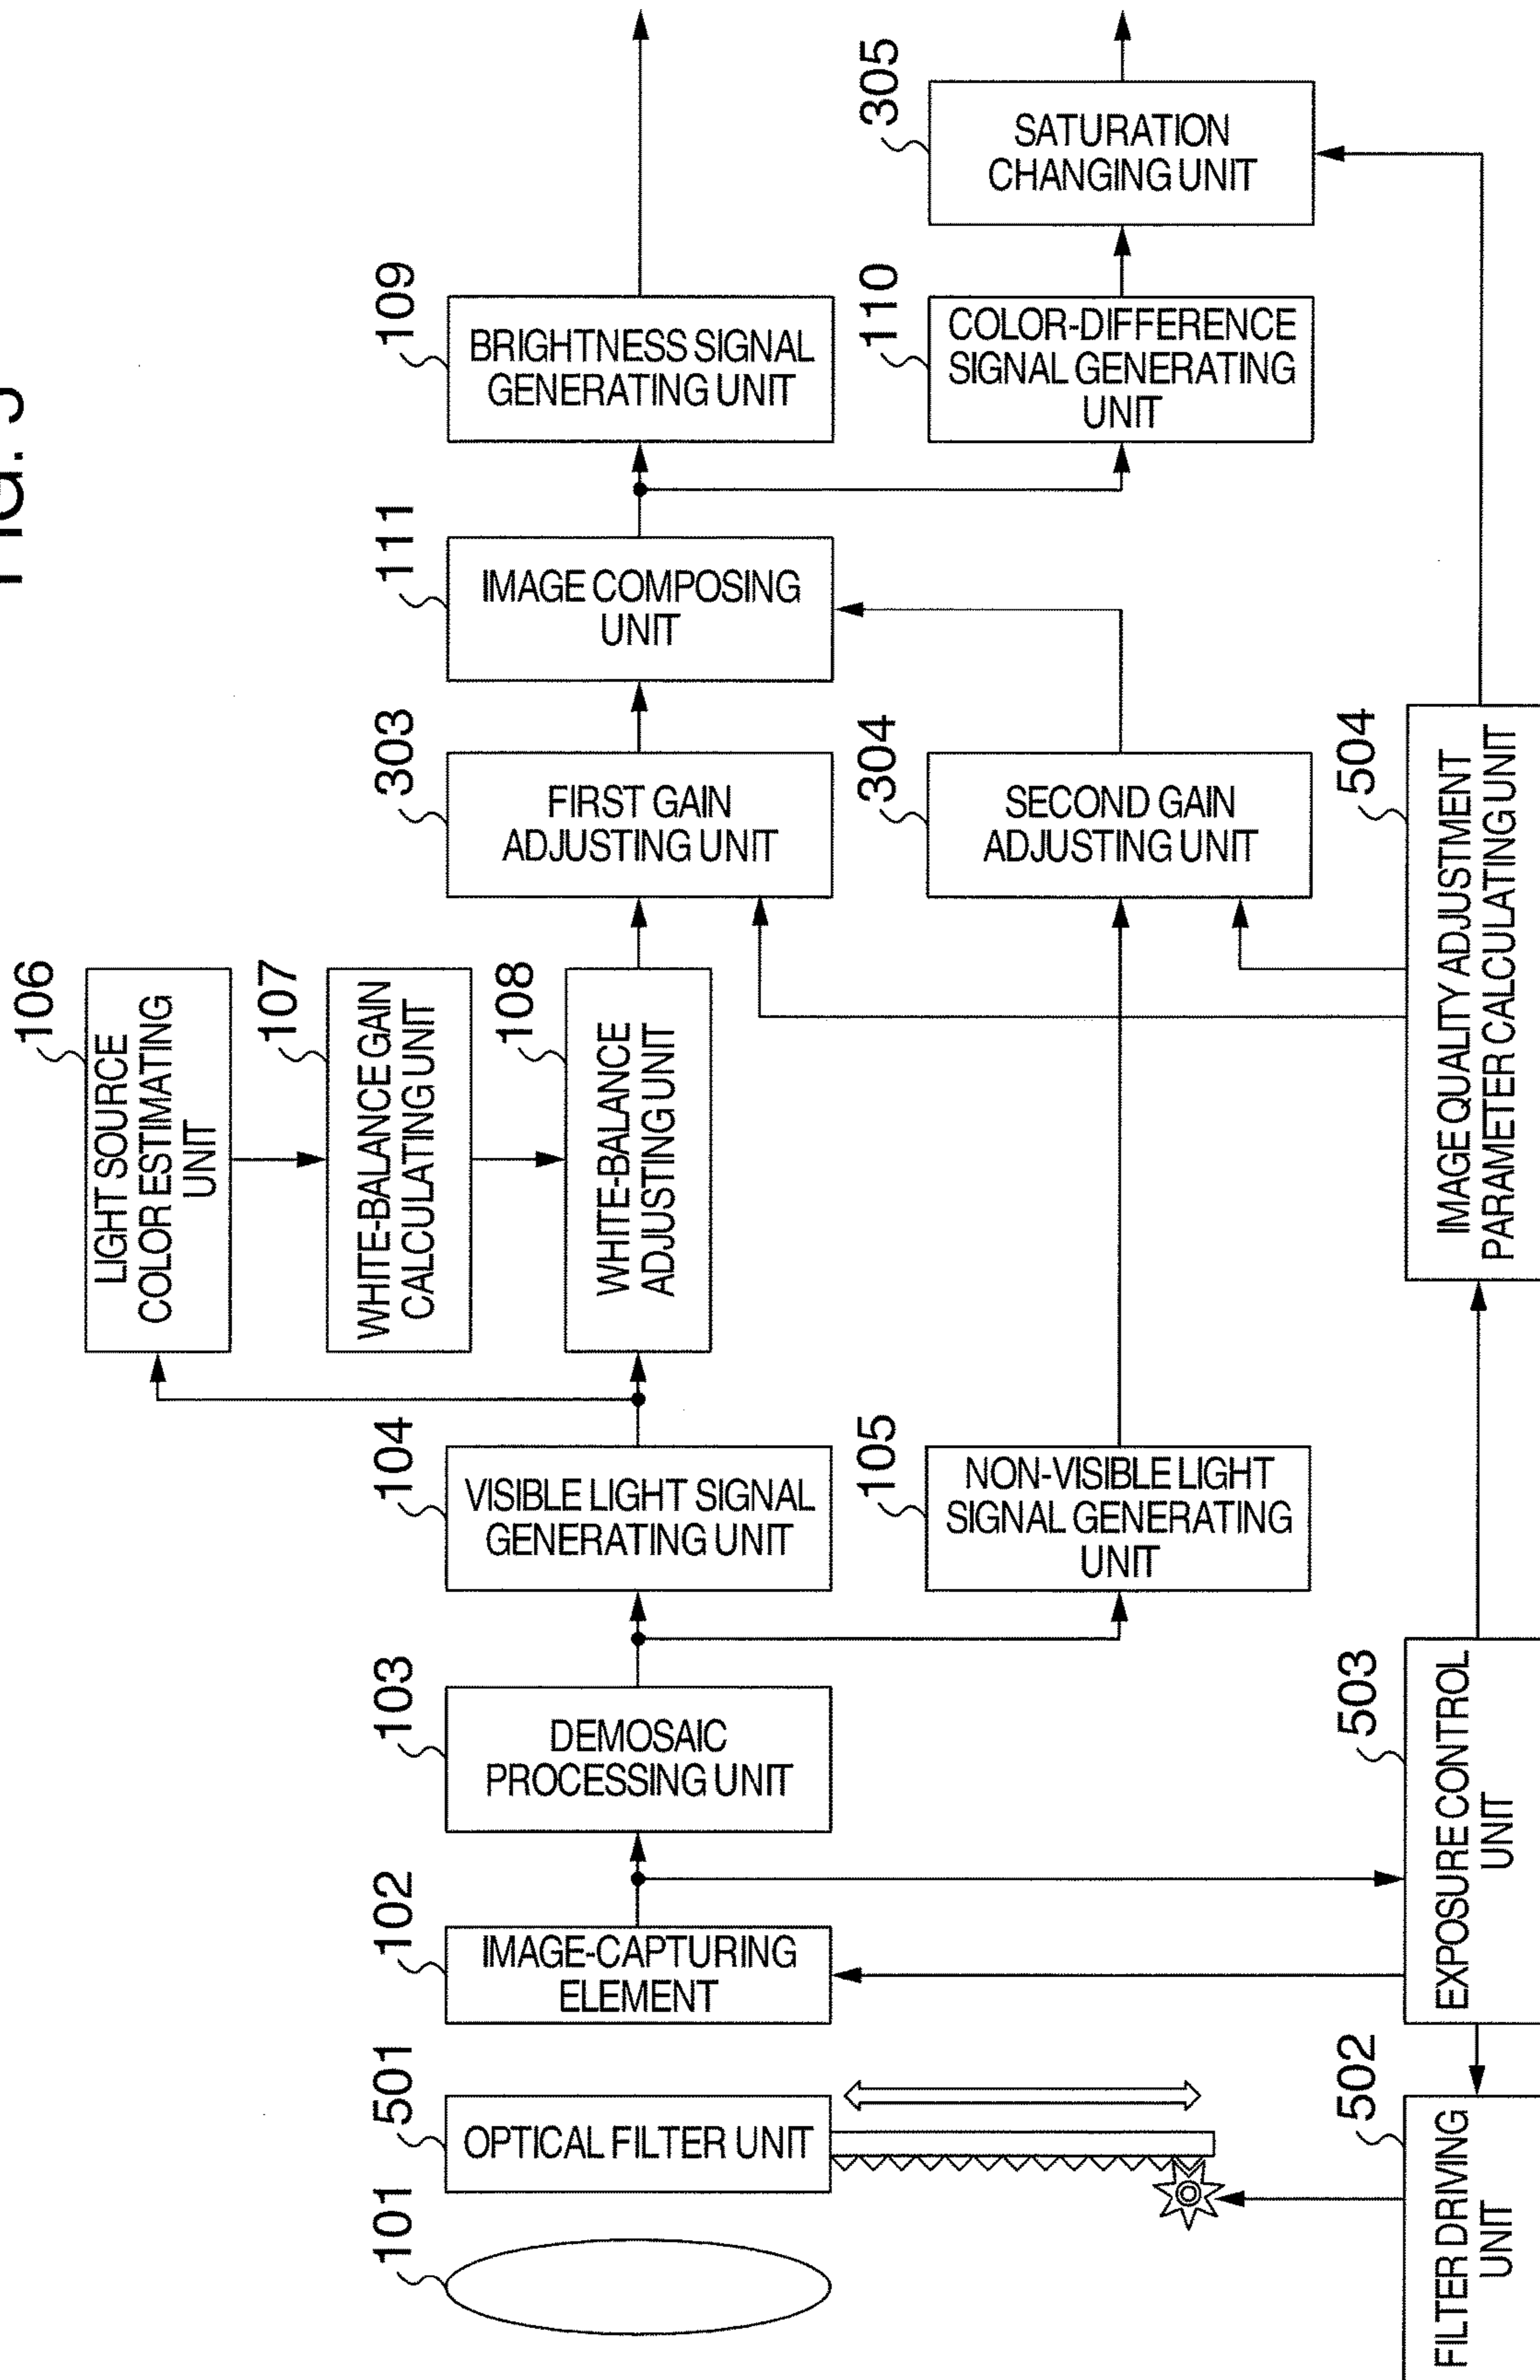 FIG. 5
106
LIGHT SOURCE
COLOR ESTIMATING
UNIT
107
WHITE-BALANCE GAIN
CALCULATING UNIT
108
WHITE-BALANCE
ADJUSTING UNIT
101
501
OPTICAL FILTER UNIT
102
IMAGE-CAPTURING
ELEMENT
103
DEMOSAIC
PROCESSING UNIT
104
VISIBLE LIGHT SIGNAL
GENERATING UNIT
303
FIRST GAIN
ADJUSTING UNIT
111
IMAGE COMPOSING
UNIT
109
BRIGHTNESS SIGNAL
GENERATING UNIT
105
NON-VISIBLE LIGHT
SIGNAL GENERATING
UNIT
304
SECOND GAIN
ADJUSTING UNIT
110
COLOR-DIFFERENCE
SIGNAL GENERATING
UNIT
305
SATURATION
CHANGING UNIT
502
FILTER DRIVING
UNIT
503
EXPOSURE CONTROL
UNIT
504
IMAGE QUALITY ADJUSTMENT
PARAMETER CALCULATING UNIT